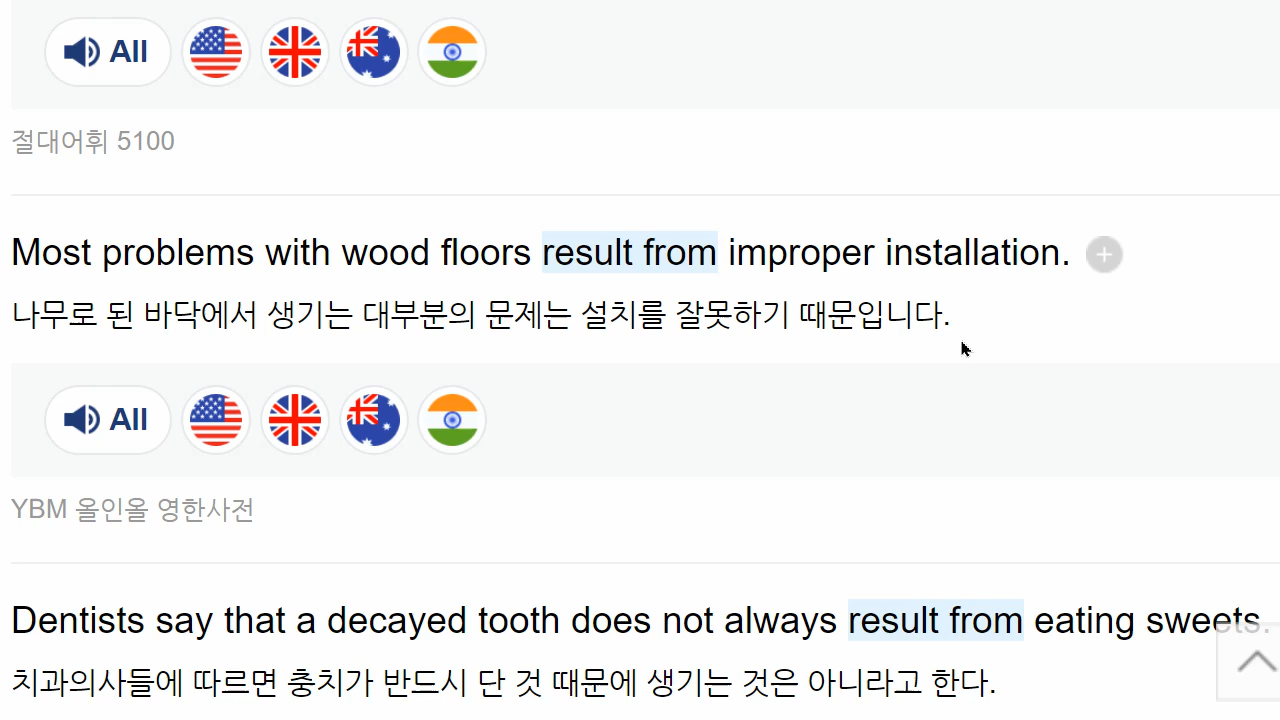 All
절대어휘 5100
Most problems with wood floors result from improper installation.
나무로 된 바닥에서 생기는 대부분의 문제는 설치를 잘못하기 때문입니다.
All
YBM 올인올 영한사전
Dentists say that a decayed tooth does not always result from eating sweets.
치과의사들에 따르면 충치가 반드시 단 것 때문에 생기는 것은 아니라고 한다.